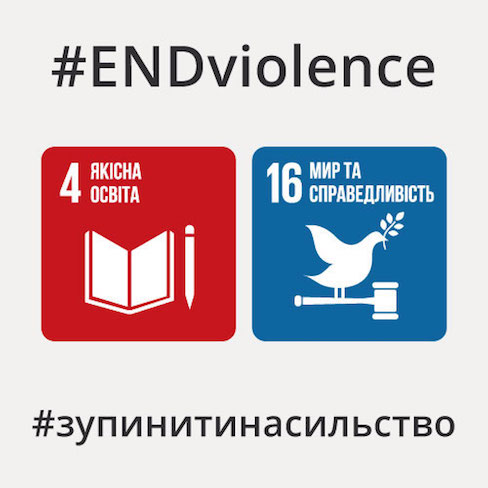 #ENDviolence
4 ЯКІСНА
ОСВІТА
16 МИР ТА
СПРАВЕДЛИВІСТЬ
#зупинитинасильство